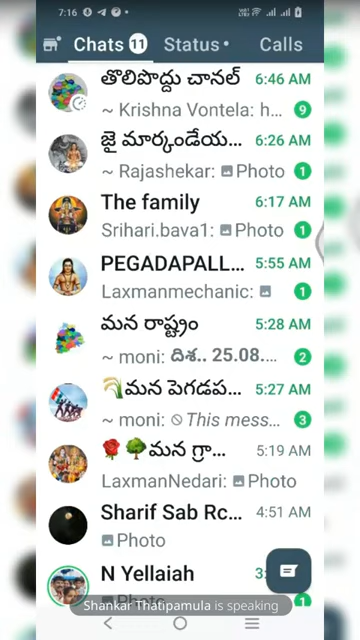 7:16
Chats 11 Status Calls
తొలిపొద్దు చానల్ 6:46 AM
~ Krishna Vontela: h... 9
జై మార్కండేయ... 6:26 AM
~ Rajashekar: Photo 1
The family 6:17 AM
Srihari.bava1: Photo 1
PEGADAPALL... 5:55 AM
Laxmanmechanic: 1
మన రాష్ట్రం 5:28 AM
~ moni: దిశ.. 25.08.... 2
మన పెగడప... 5:27 AM
~ moni: This mess... 3
మన గ్రా... 5:19 AM
LaxmanNedari: Photo
Sharif Sab Rc... 4:51 AM
Photo
N Yellaiah
Photo 1
Shankar Thatipamula is speaking